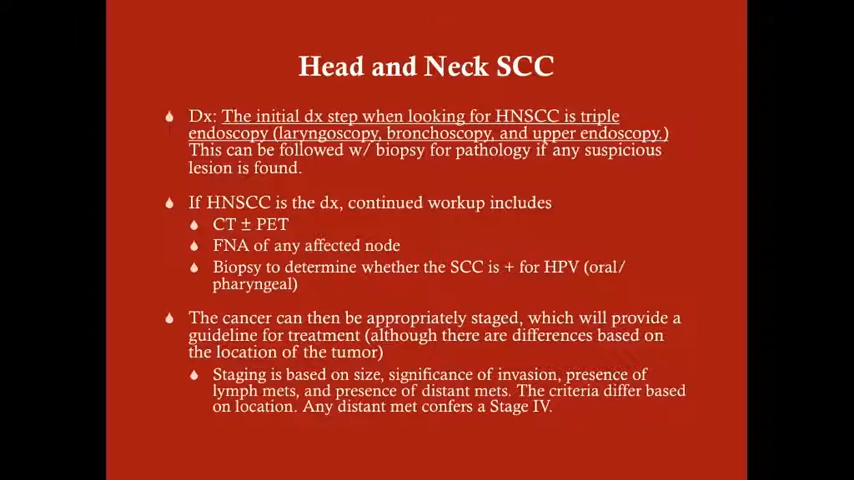 Head and Neck SCC
Dx: The initial dx step when looking for HNSCC is triple
endoscopy (laryngoscopy, bronchoscopy, and upper endoscopy.)
This can be followed w/ biopsy for pathology if any suspicious
lesion is found.
If HNSCC is the dx, continued workup includes
CT ± PET
FNA of any affected node
Biopsy to determine whether the SCC is + for HPV (oral/
pharyngeal)
The cancer can then be appropriately staged, which will provide a
guideline for treatment (although there are differences based on
the location of the tumor)
Staging is based on size, significance of invasion, presence of
lymph mets, and presence of distant mets. The criteria differ based
on location. Any distant met confers a Stage IV.